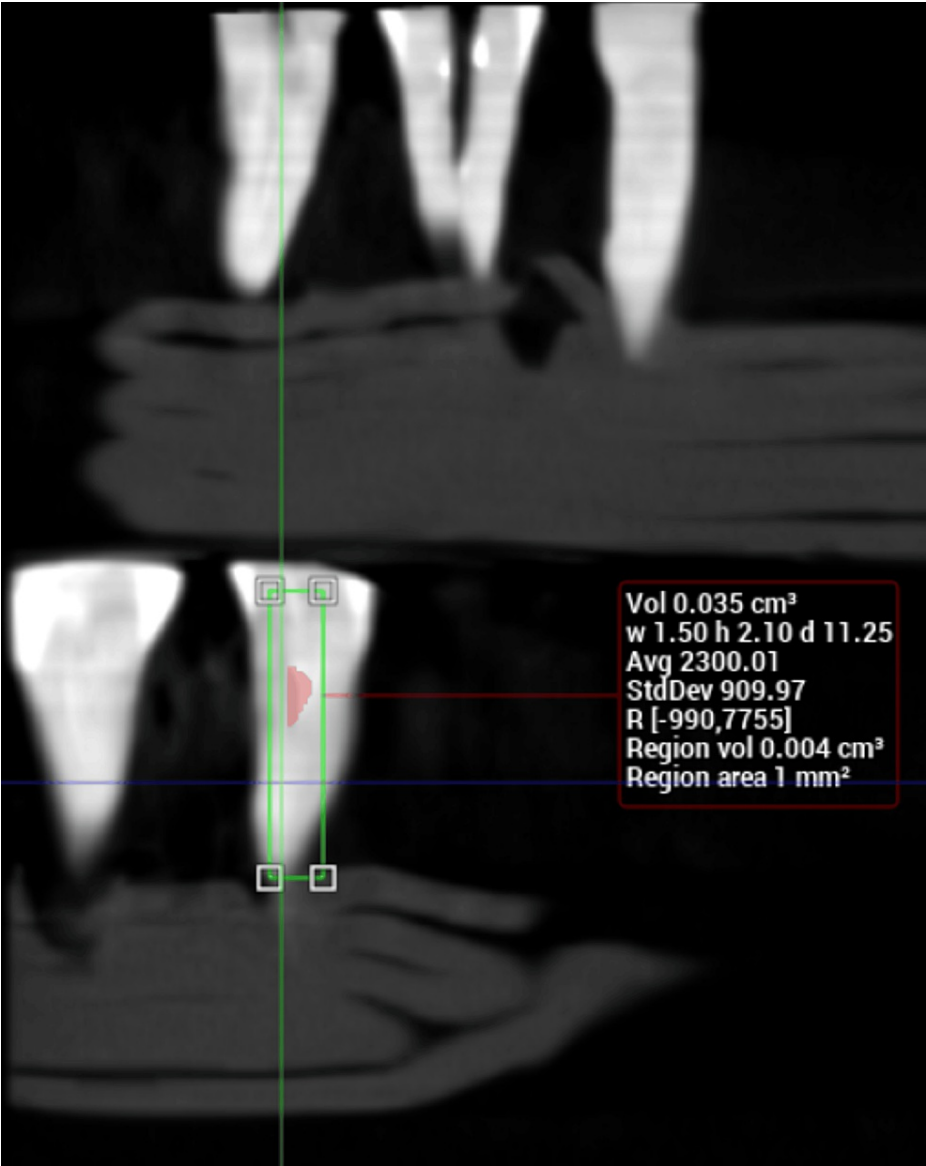 Vol 0.035 cm³
w 1.50 h 2.10 d 11.25
Avg 2300.01
StdDev 909.97
R [-990,7755]
Region vol 0.004 cm³
Region area 1 mm²